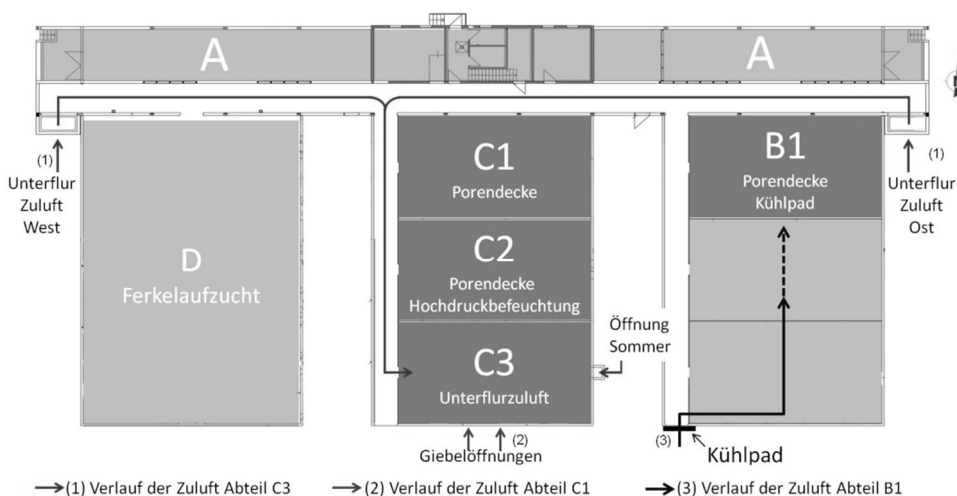 A
A
N
C1
Porendecke
B1
Porendecke
Kühlpad
(1)
Unterflur
Zuluft
West
(1)
Unterflur
Zuluft
Ost
D
Ferkelaufzucht
C2
Porendecke
Hochdruckbefeuchtung
C3
Unterflurzuluft
Öffnung
Sommer
(2)
Giebelöffnungen
(3)
Kühlpad
(1) Verlauf der Zuluft Abteil C3
(2) Verlauf der Zuluft Abteil C1
(3) Verlauf der Zuluft Abteil B1